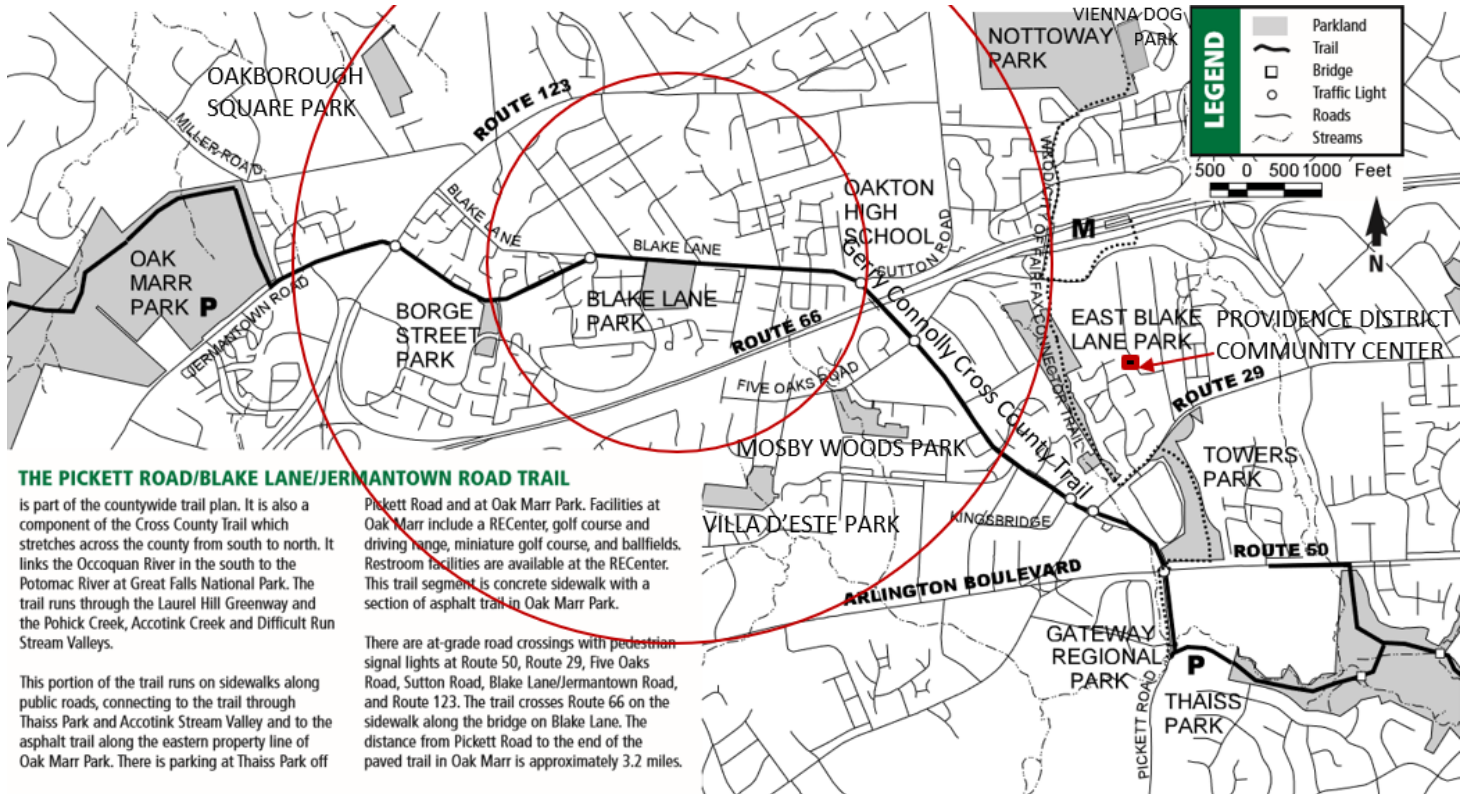 OAKBOROUGH
SQUARE PARK
MILLER ROAD
ROUTE 123
NOTTOWAY
PARK
VIENNA DOG
PARK
LEGEND
Parkland
Trail
Bridge
Traffic Light
Roads
Streams
500 0 500 1000 Feet
N
BLAKE LANE
BLAKE LANE
OAKTON
HIGH
SCHOOL
SUTTON ROAD
SUTTON ROAD
M
W&OD CITY OF FAIRFAX CONNECTOR TRAIL
Gerry Connolly Cross County Trail
OAK
MARR
PARK
P
JERMANTOWN ROAD
BORGE
STREET
PARK
BLAKE LANE
PARK
ROUTE 66
FIVE OAKS ROAD
EAST BLAKE
LANE PARK
PROVIDENCE DISTRICT
COMMUNITY CENTER
ROUTE 29
MOSBY WOODS PARK
TOWERS
PARK
VILLA D'ESTE PARK
KINGSBRIDGE
ROUTE 50
ARLINGTON BOULEVARD
GATEWAY
REGIONAL
PARK
P
THAISS
PARK
PICKETT ROAD
THE PICKETT ROAD/BLAKE LANE/JERMANTOWN ROAD TRAIL
is part of the countywide trail plan. It is also a
component of the Cross County Trail which
stretches across the county from south to north. It
links the Occoquan River in the south to the
Potomac River at Great Falls National Park. The
trail runs through the Laurel Hill Greenway and
the Pohick Creek, Accotink Creek and Difficult Run
Stream Valleys.
This portion of the trail runs on sidewalks along
public roads, connecting to the trail through
Thaiss Park and Accotink Stream Valley and to the
asphalt trail along the eastern property line of
Oak Marr Park. There is parking at Thaiss Park off
Pickett Road and at Oak Marr Park. Facilities at
Oak Marr include a RECenter, golf course and
driving range, miniature golf course, and ballfields.
Restroom facilities are available at the RECenter.
This trail segment is concrete sidewalk with a
section of asphalt trail in Oak Marr Park.
There are at-grade road crossings with pedestrian
signal lights at Route 50, Route 29, Five Oaks
Road, Sutton Road, Blake Lane/Jermantown Road,
and Route 123. The trail crosses Route 66 on the
sidewalk along the bridge on Blake Lane. The
distance from Pickett Road to the end of the
paved trail in Oak Marr is approximately 3.2 miles.